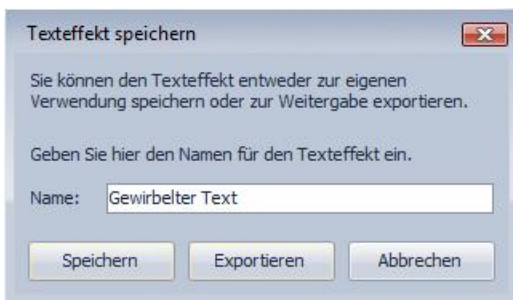 Texteffekt speichern
Sie können den Texteffekt entweder zur eigenen
Verwendung speichern oder zur Weitergabe exportieren.
Geben Sie hier den Namen für den Texteffekt ein.
Name: Gewirbelter Text
Speichern Exportieren Abbrechen